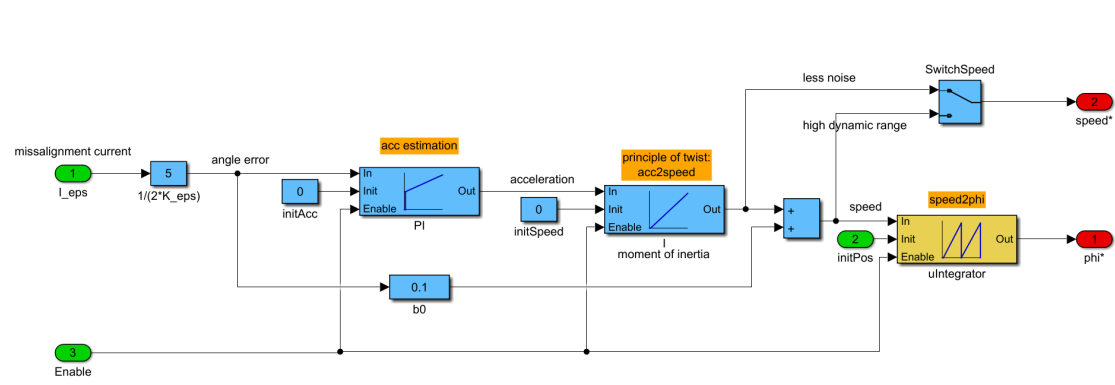 SwitchSpeed
less noise
2
speed*
high dynamic range
missalignment current
acc estimation
principle of twist:
acc2speed
1
I_eps
5
1/(2*K_eps)
angle error
In
Init
Enable
Out
PI
0
initAcc
acceleration
0
initSpeed
In
Init
Enable
Out
I
moment of inertia
+
+
speed
speed2phi
2
initPos
In
Init
Enable
Out
uIntegrator
1
phi*
0.1
b0
3
Enable